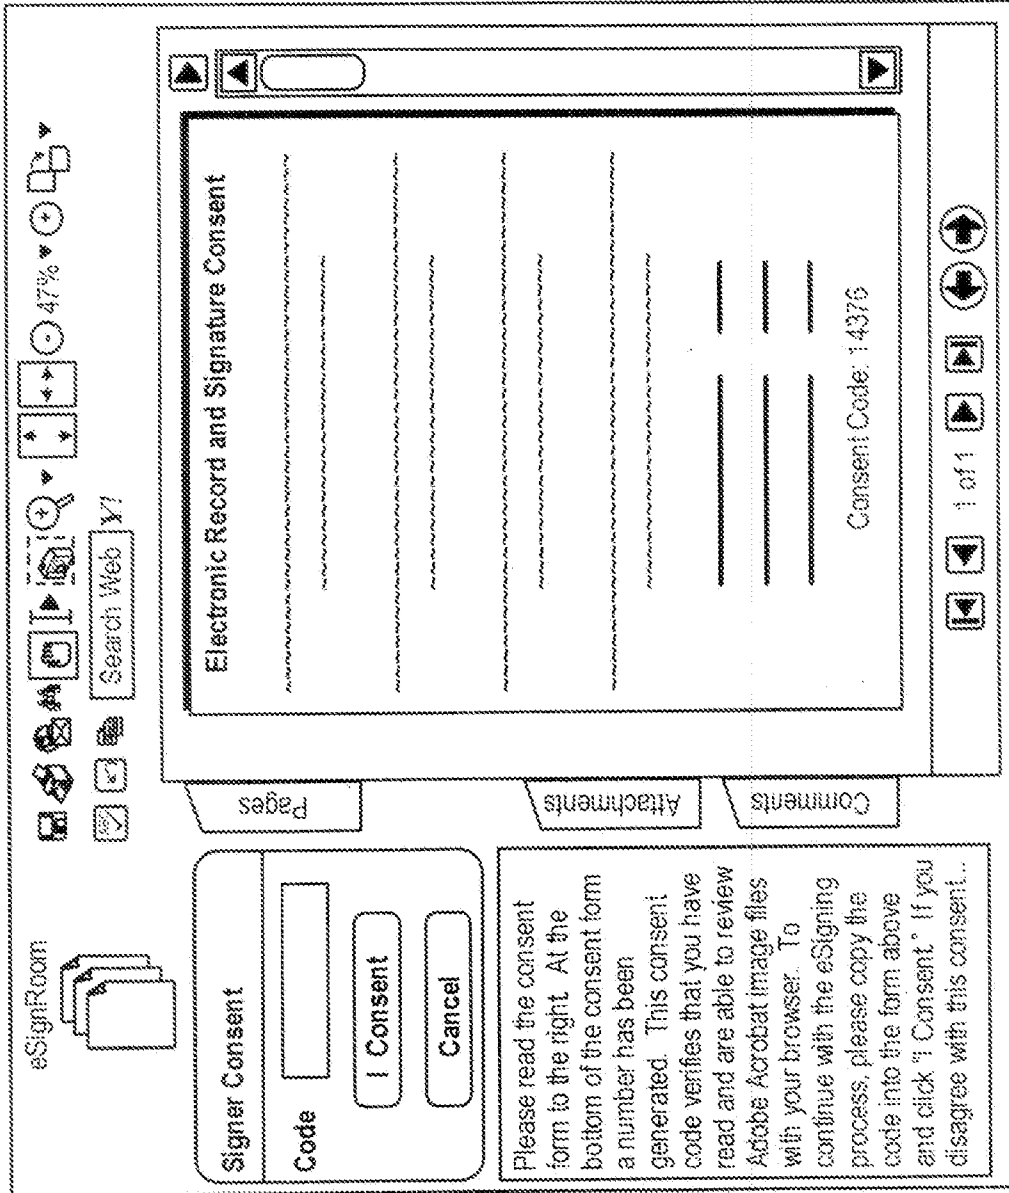 eSignRoom
47%
Search Web Y!
Signer Consent
Code
I Consent
Cancel
Please read the consent
form to the right. At the
bottom of the consent form
a number has been
generated. This consent
code verifies that you have
read and are able to review
Adobe Acrobat image files
with your browser. To
continue with the eSigning
process, please copy the
code into the form above
and click "I Consent." If you
disagree with this consent...
Pages
Attachments
Comments
Electronic Record and Signature Consent
Consent Code: 14376
1 of 1